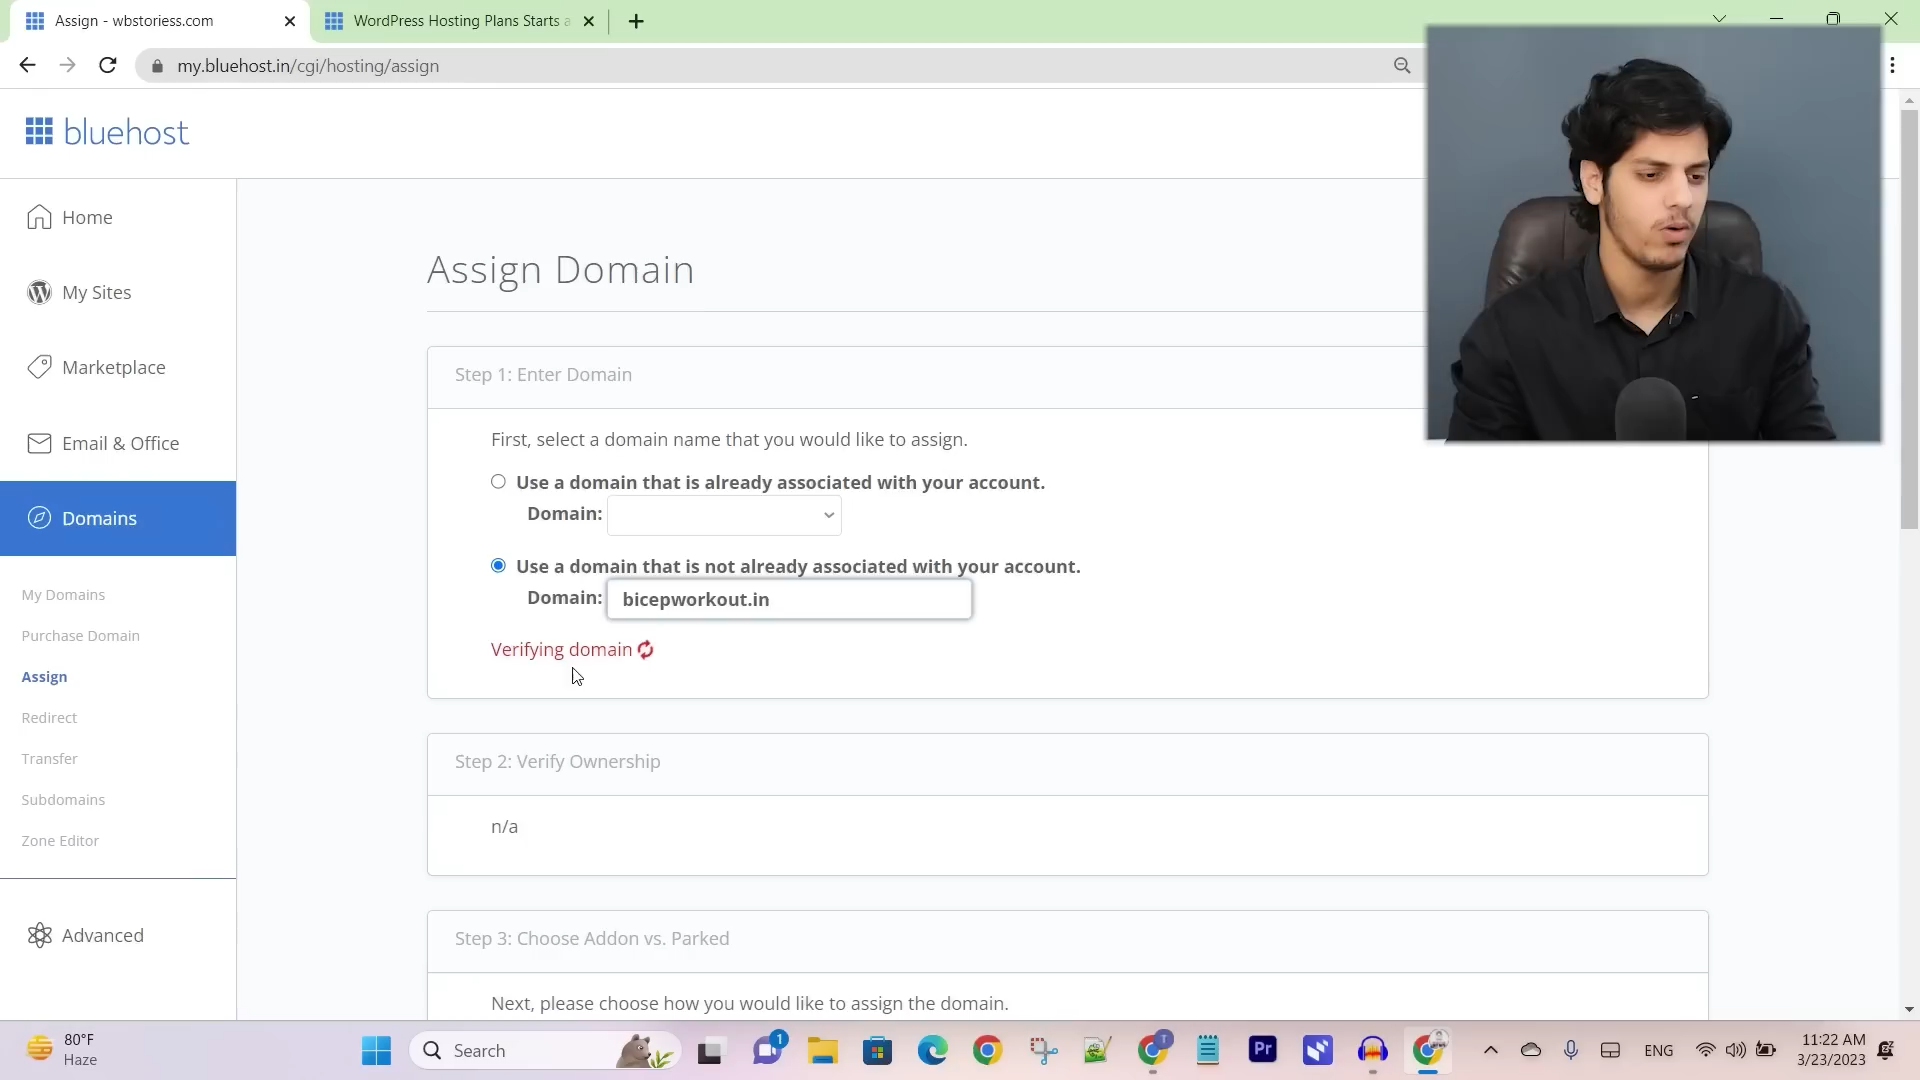 Assign - wbstoriess.com
WordPress Hosting Plans Starts a
my.bluehost.in/cgi/hosting/assign
bluehost
Home
My Sites
Marketplace
Email & Office
Domains
My Domains
Purchase Domain
Assign
Redirect
Transfer
Subdomains
Zone Editor
Advanced
Assign Domain
Step 1: Enter Domain
First, select a domain name that you would like to assign.
Use a domain that is already associated with your account.
Domain:
Use a domain that is not already associated with your account.
Domain: bicepworkout.in
Verifying domain
Step 2: Verify Ownership
n/a
Step 3: Choose Addon vs. Parked
Next, please choose how you would like to assign the domain.
80°F
Haze
Search
1
T
Pr
ENG
11:22 AM
3/23/2023